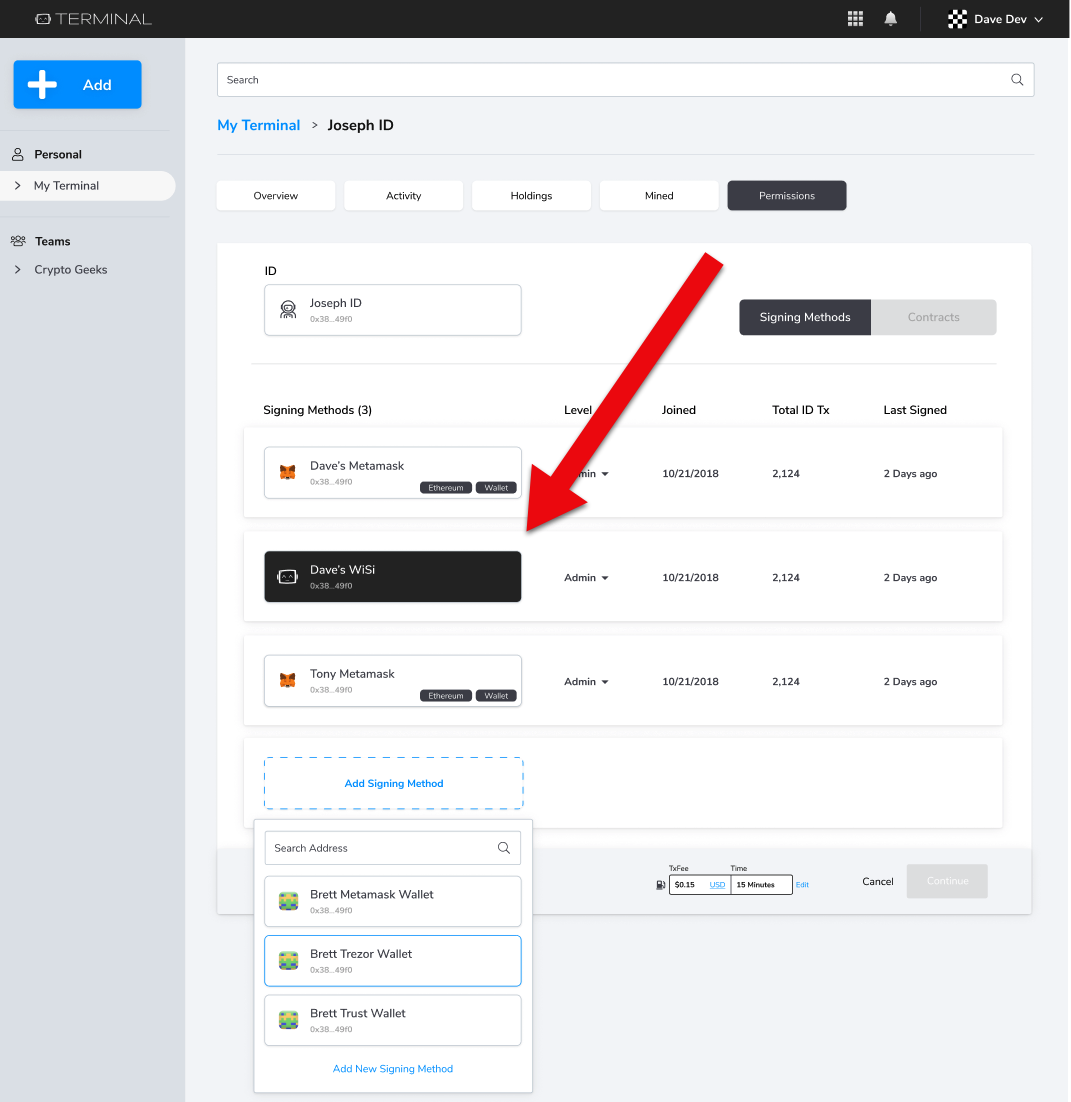 TERMINAL
Dave Dev
Add
Search
My Terminal > Joseph ID
Personal
My Terminal
Teams
Crypto Geeks
Overview
Activity
Holdings
Mined
Permissions
ID
Joseph ID
0x38...49f0
Signing Methods
Contracts
Signing Methods (3)
Level
Joined
Total ID Tx
Last Signed
Dave's Metamask
0x38...49f0
Ethereum
Wallet
10/21/2018
2,124
2 Days ago
Dave's WiSi
0x38...49f0
Admin
10/21/2018
2,124
2 Days ago
Tony Metamask
0x38...49f0
Ethereum
Wallet
Admin
10/21/2018
2,124
2 Days ago
Add Signing Method
Search Address
Brett Metamask Wallet
0x38...49f0
Brett Trezor Wallet
0x38...49f0
Brett Trust Wallet
0x38...49f0
Add New Signing Method
TxFee
Time
$0.15 USD
15 Minutes
Edit
Cancel
Continue